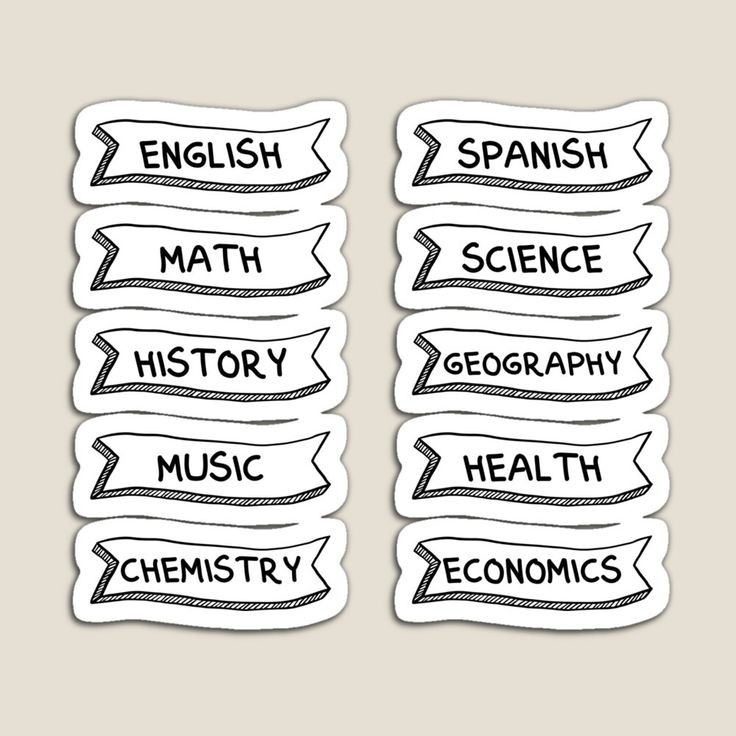 ENGLISH
MATH
HISTORY
MUSIC
CHEMISTRY
SPANISH
SCIENCE
GEOGRAPHY
HEALTH
ECONOMICS